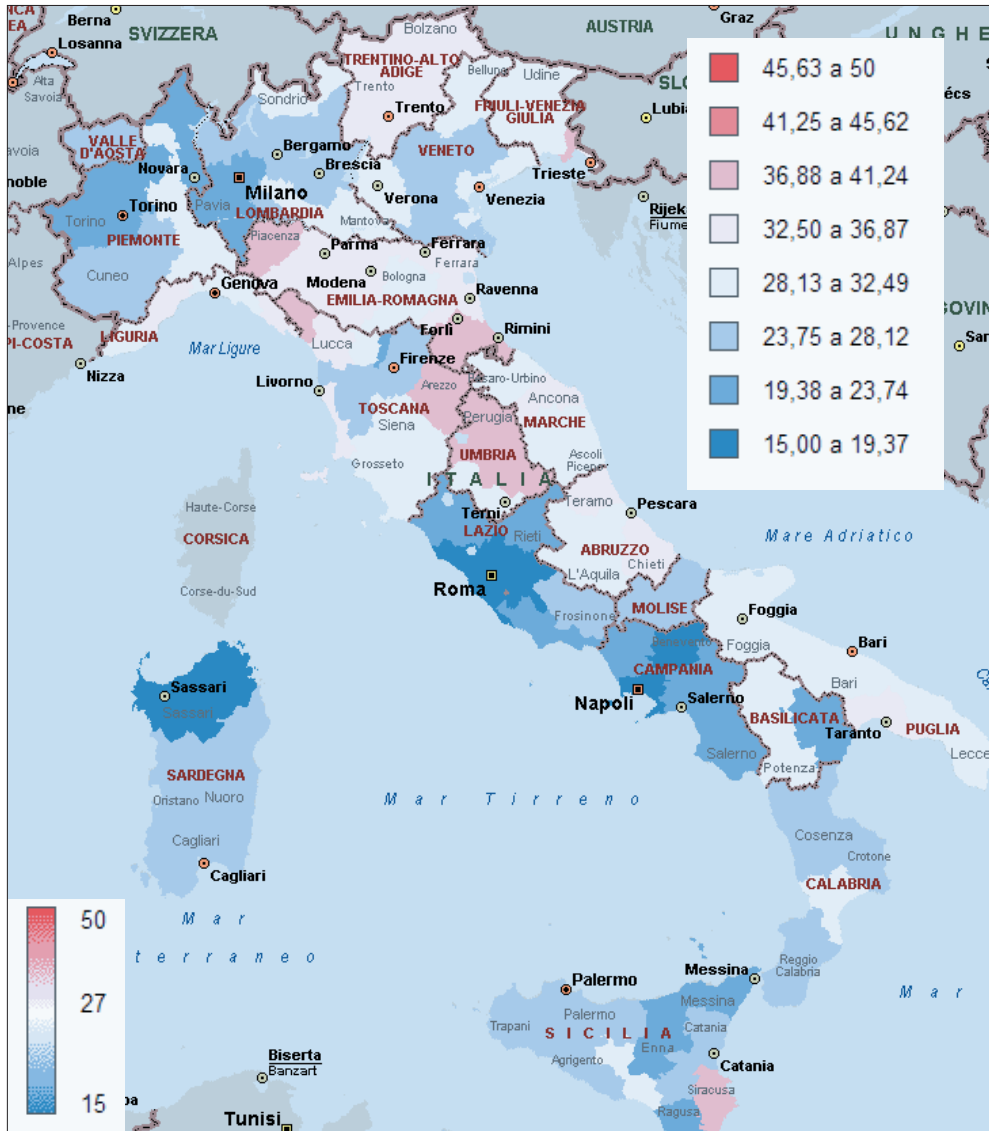 Berna
Losanna
SVIZZERA
AUSTRIA
Graz
U N G H E
Bolzano
TRENTINO-ALTO
ADIGE
Trento
Trento
Belluno
Udine
FRIULI-VENEZIA
GIULIA
Lubia
écs
Alta
Savoia
avoia
noble
Sondrio
VALLE
D'AOSTA
Bergamo
Brescia
VENETO
Novara
Milano
Verona
Venezia
Trieste
Rijek
Fiume
Torino
Torino
Pavia
LOMBARDIA
Mantova
PIEMONTE
Piacenza
Parma
Ferrara
Ferrara
Alpes
Cuneo
Genova
Modena
Bologna
EMILIA-ROMAGNA
Ravenna
-Provence
PI-COSTA
LIGURIA
Nizza
Mar Ligure
Lucca
Forlì
Rimini
Firenze
Livorno
Arezzo
Pesaro-Urbino
TOSCANA
Siena
Ancona
MARCHE
Perugia
UMBRIA
Grosseto
Ascoli
Piceno
I T A L I A
Terni
Teramo
Pescara
Haute-Corse
CORSICA
Corse-du-Sud
LAZIO
Rieti
ABRUZZO
L'Aquila
Chieti
Mare Adriatico
Roma
Frosinone
MOLISE
Foggia
Foggia
Benevento
CAMPANIA
Bari
Bari
Napoli
Salerno
Salerno
BASILICATA
Potenza
Taranto
PUGLIA
Lecce
Sassari
Sassari
SARDEGNA
Oristano
Nuoro
Cagliari
Cagliari
Mar Tirreno
Cosenza
Crotone
CALABRIA
Reggio
Calabria
M a r
t e r r a n e o
M a r
Palermo
Palermo
Messina
Messina
Trapani
S I C I L I A
Catania
Catania
Enna
Agrigento
Siracusa
Ragusa
Biserta
Banzart
Tunisi
45,63 a 50
41,25 a 45,62
36,88 a 41,24
32,50 a 36,87
28,13 a 32,49
23,75 a 28,12
19,38 a 23,74
15,00 a 19,37
50
27
15